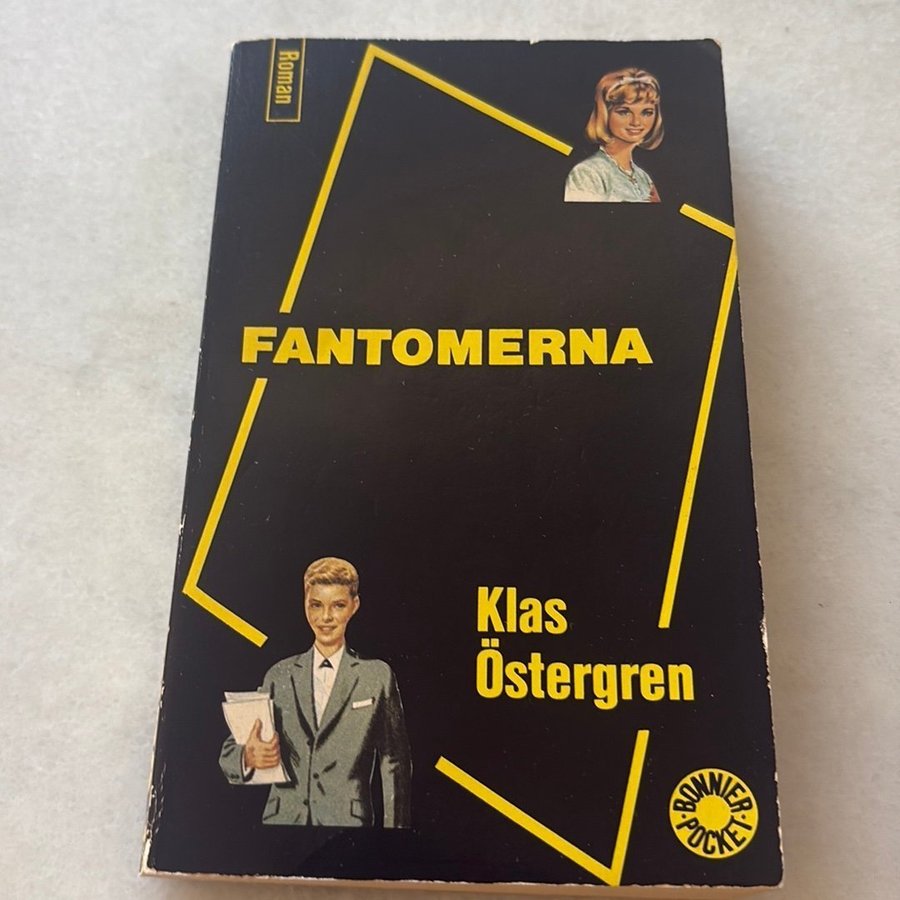 Roman
FANTOMERNA
Klas
Östergren
BONNIER
POCKET